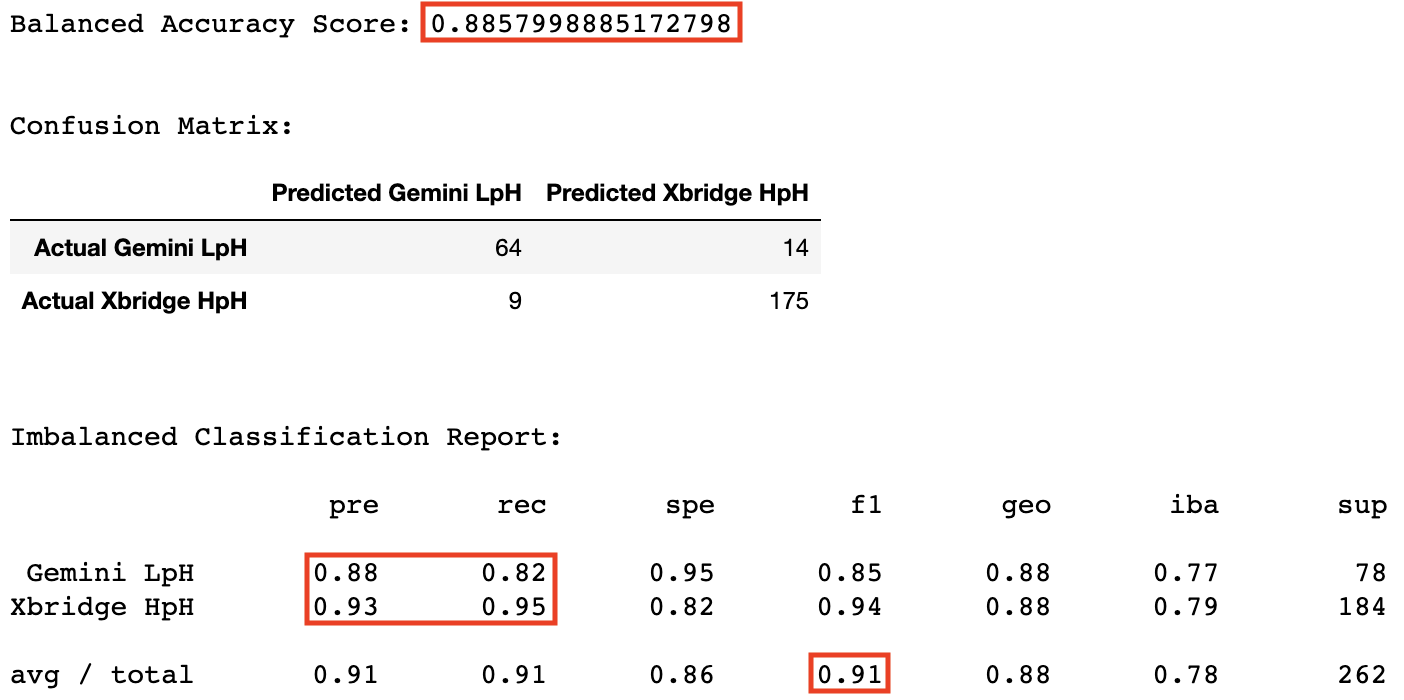 Balanced Accuracy Score: 0.8857998885172798
Confusion Matrix:
Predicted Gemini LpH Predicted Xbridge HpH
Actual Gemini LpH 64 14
Actual Xbridge HpH 9 175
Imbalanced Classification Report:
pre rec spe f1 geo iba sup
Gemini LpH 0.88 0.82 0.95 0.85 0.88 0.77 78
Xbridge HpH 0.93 0.95 0.82 0.94 0.88 0.79 184
avg / total 0.91 0.91 0.86 0.91 0.88 0.78 262